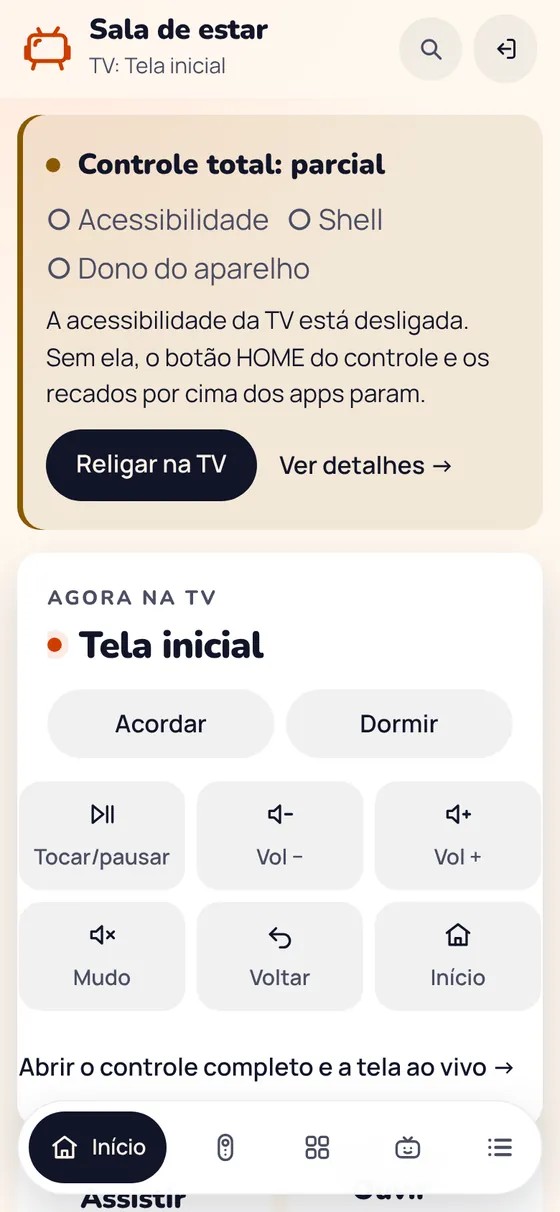 Sala de estar
TV: Tela inicial
Controle total: parcial
Acessibilidade
Shell
Dono do aparelho
A acessibilidade da TV está desligada.
Sem ela, o botão HOME do controle e os
recados por cima dos apps param.
Religar na TV
Ver detalhes →
AGORA NA TV
Tela inicial
Acordar
Dormir
Tocar/pausar
Vol −
Vol +
Mudo
Voltar
Início
Abrir o controle completo e a tela ao vivo →
Início
Assistir
Ouvir